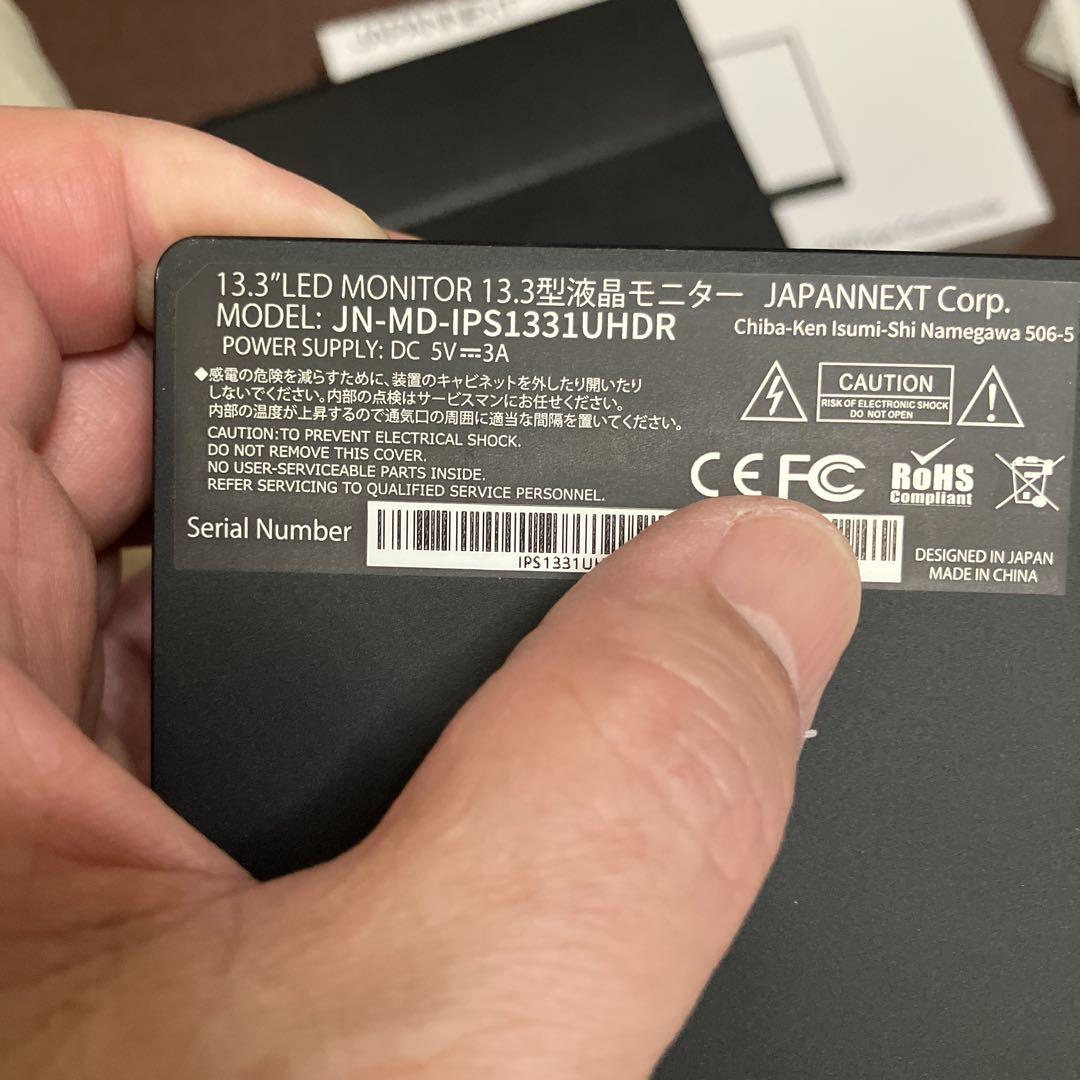 13.3"LED MONITOR 13.3型液晶モニター JAPANNEXT Corp.
MODEL: JN-MD-IPS1331UHDR
Chiba-Ken Isumi-Shi Namegawa 506-5
POWER SUPPLY: DC 5V⎓3A
◆感電の危険を減らすために、装置のキャビネットを外したり開いたり
しないでください。内部の点検はサービスマンにお任せください。
内部の温度が上昇するので通気口の周囲に適当な間隔を置いてください。
CAUTION:TO PREVENT ELECTRICAL SHOCK.
DO NOT REMOVE THIS COVER.
NO USER-SERVICEABLE PARTS INSIDE.
REFER SERVICING TO QUALIFIED SERVICE PERSONNEL.
CAUTION
RISK OF ELECTRONIC SHOCK
DO NOT OPEN
CE FC RoHS
Compliant
Serial Number
IPS1331UH
DESIGNED IN JAPAN
MADE IN CHINA